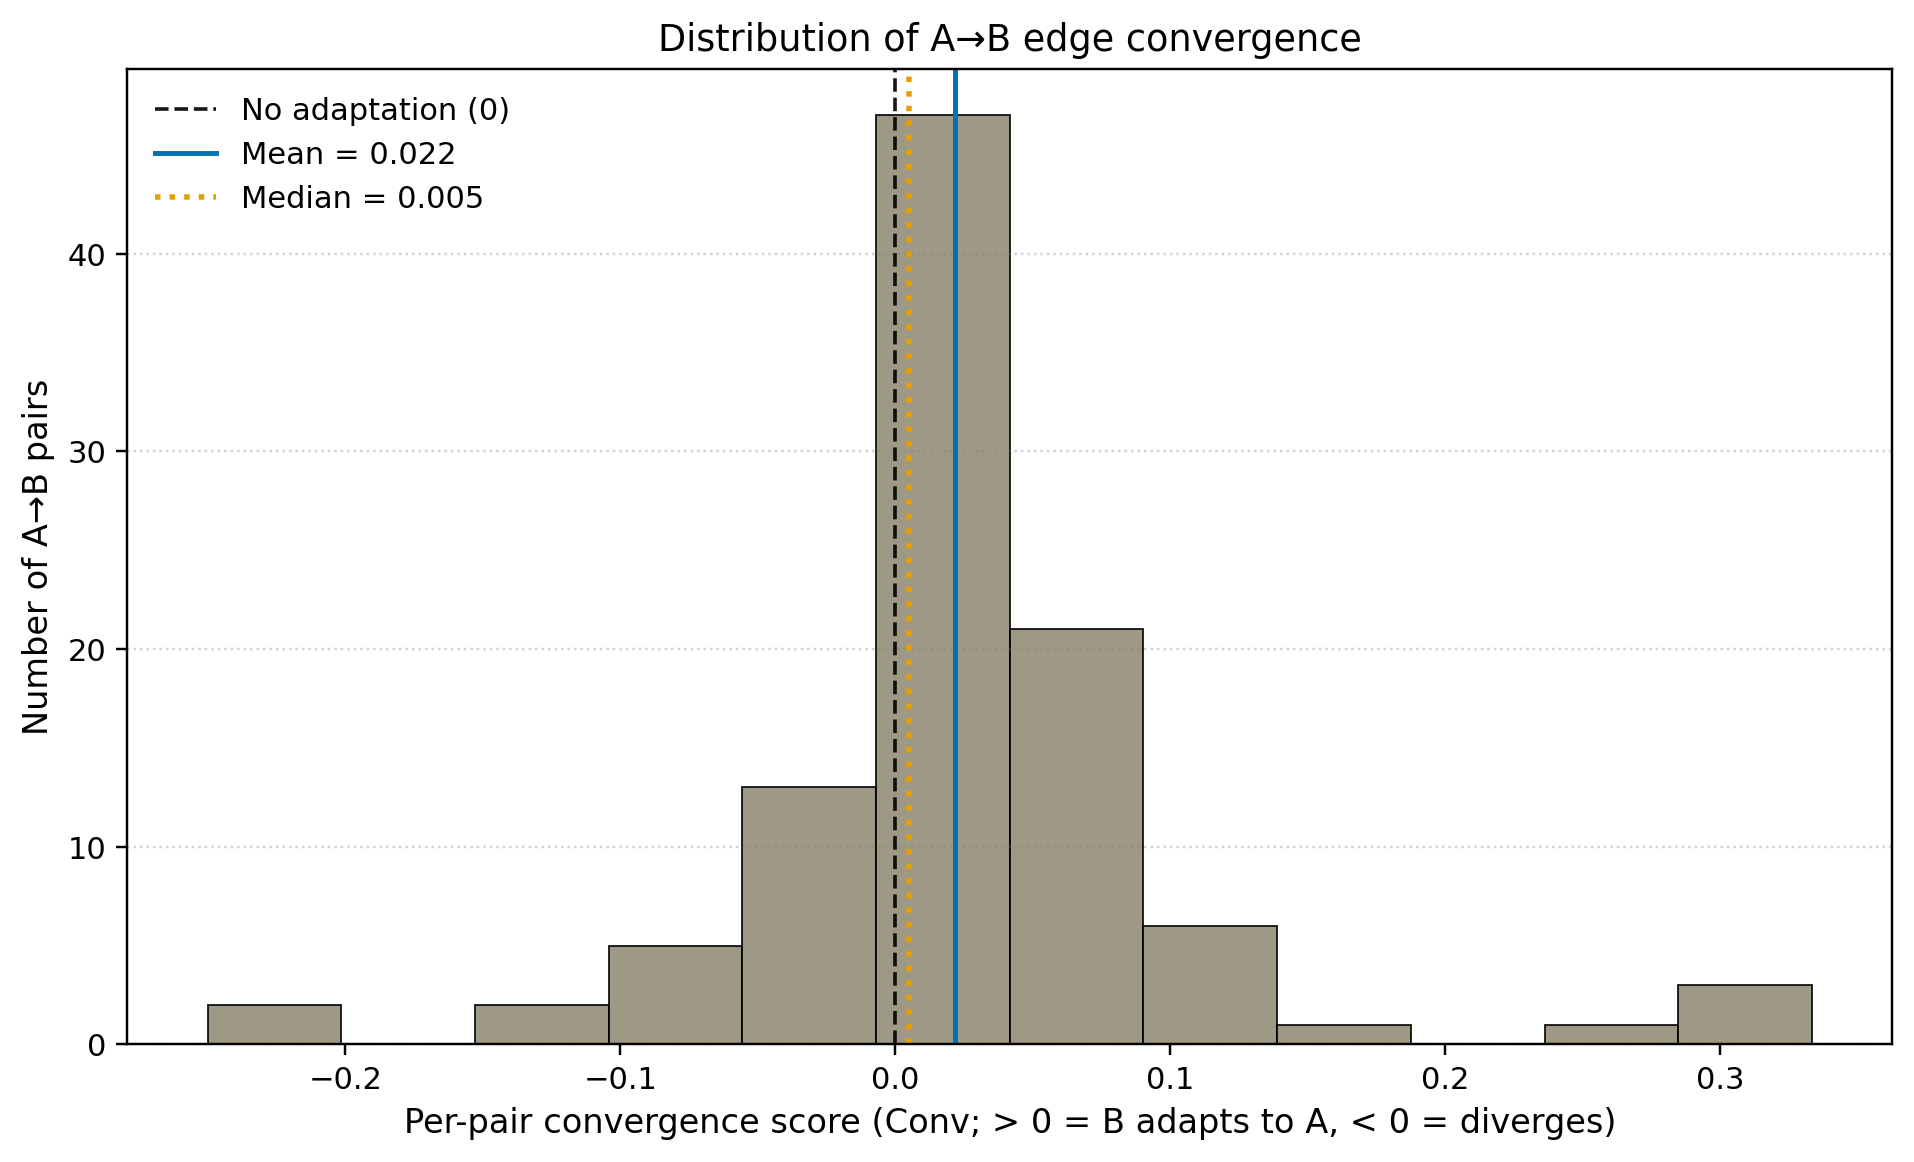 Distribution of A→B edge convergence
No adaptation (0)
Mean = 0.022
Median = 0.005
Number of A→B pairs
40
30
20
10
0
−0.2
−0.1
0.0
0.1
0.2
0.3
Per-pair convergence score (Conv; > 0 = B adapts to A, < 0 = diverges)